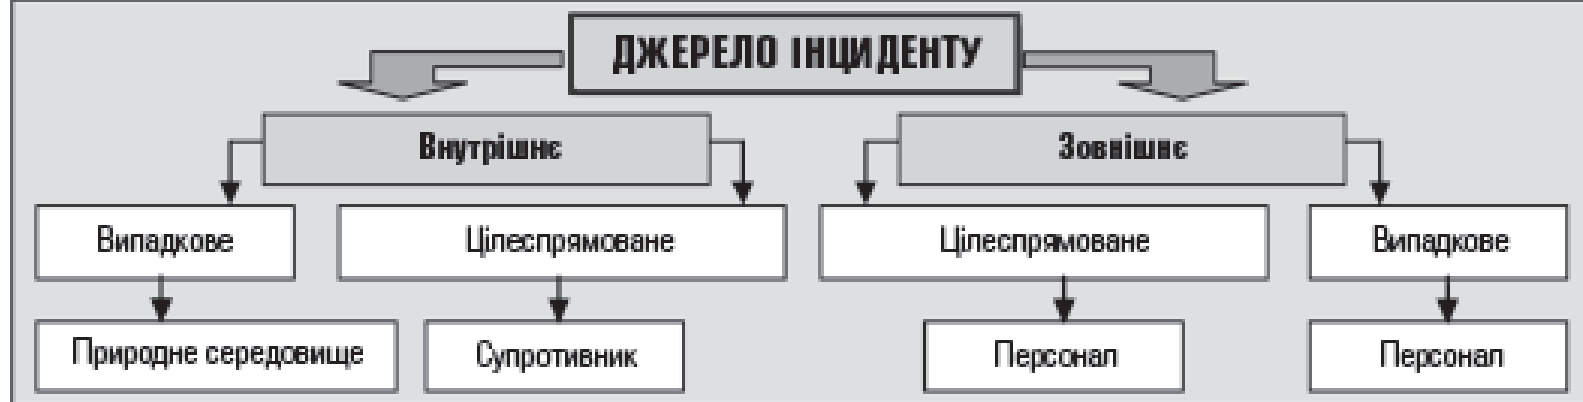 ДЖЕРЕЛО ІНЦИДЕНТУ
Внутрішнє
Зовнішнє
Випадкове
Цілеспрямоване
Цілеспрямоване
Випадкове
Природне середовище
Супротивник
Персонал
Персонал